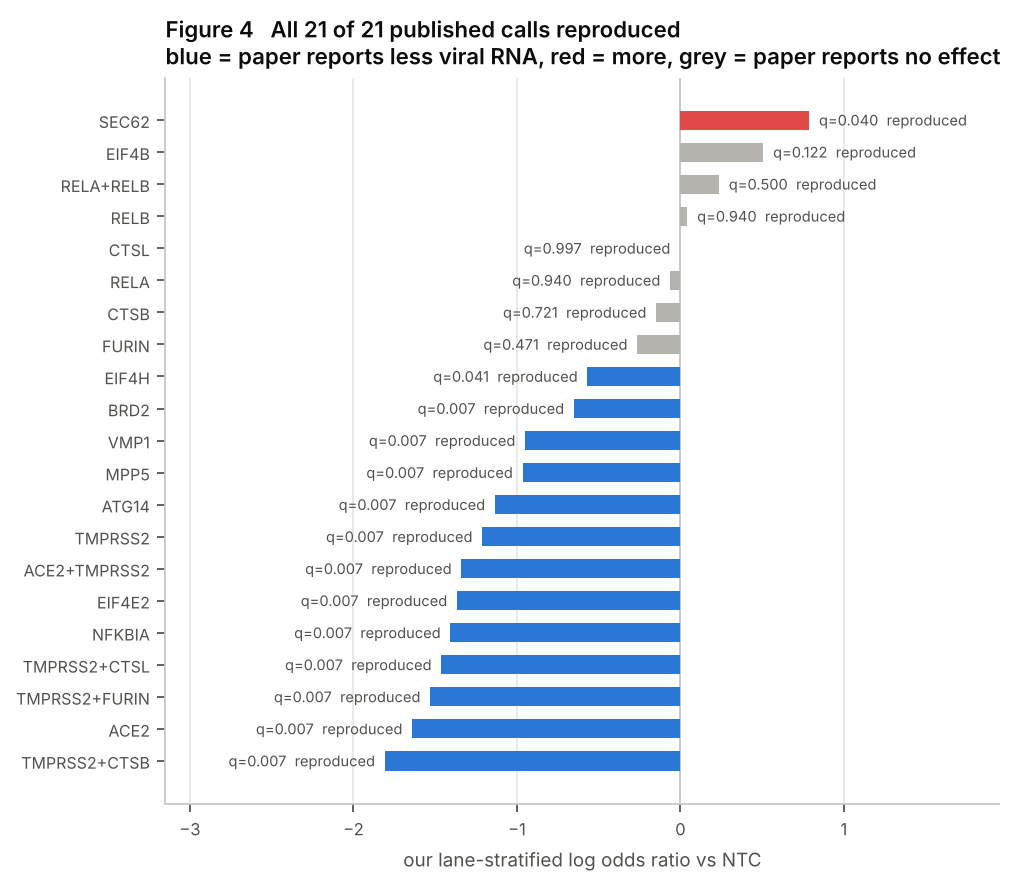 Figure 4 All 21 of 21 published calls reproduced
blue = paper reports less viral RNA, red = more, grey = paper reports no effect
SEC62 q=0.040 reproduced
EIF4B q=0.122 reproduced
RELA+RELB q=0.500 reproduced
RELB q=0.940 reproduced
CTSL q=0.997 reproduced
RELA q=0.940 reproduced
CTSB q=0.721 reproduced
FURIN q=0.471 reproduced
EIF4H q=0.041 reproduced
BRD2 q=0.007 reproduced
VMP1 q=0.007 reproduced
MPP5 q=0.007 reproduced
ATG14 q=0.007 reproduced
TMPRSS2 q=0.007 reproduced
ACE2+TMPRSS2 q=0.007 reproduced
EIF4E2 q=0.007 reproduced
NFKBIA q=0.007 reproduced
TMPRSS2+CTSL q=0.007 reproduced
TMPRSS2+FURIN q=0.007 reproduced
ACE2 q=0.007 reproduced
TMPRSS2+CTSB q=0.007 reproduced
−3 −2 −1 0 1
our lane-stratified log odds ratio vs NTC